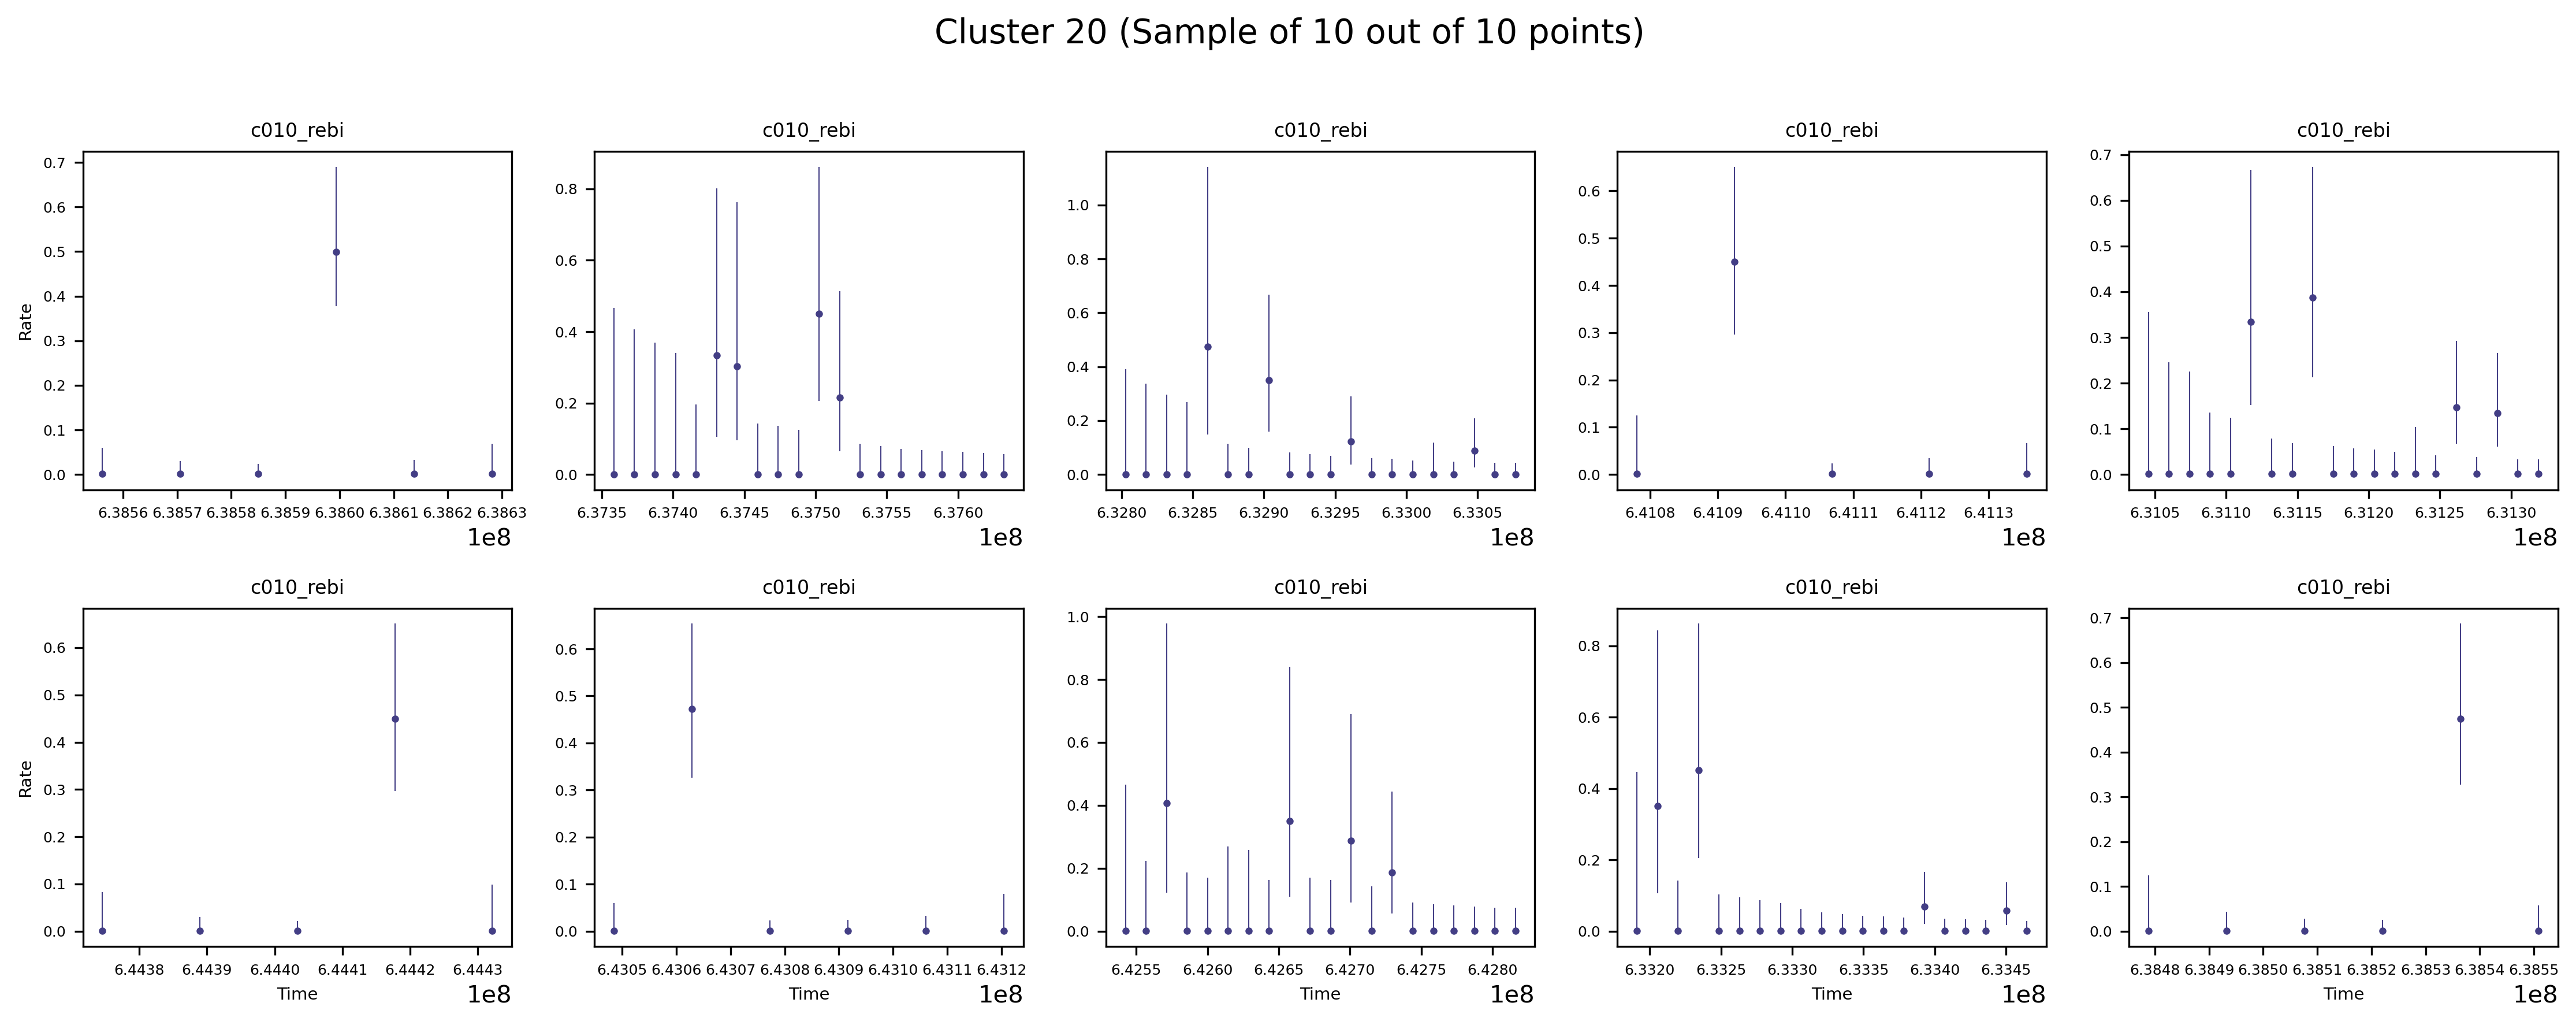 Cluster 20 (Sample of 10 out of 10 points)
c010_rebi c010_rebi c010_rebi c010_rebi c010_rebi
0.7 0.6 0.5 0.4 0.3 0.2 0.1 0.0
Rate
6.3856 6.3857 6.3858 6.3859 6.3860 6.3861 6.3862 6.3863
1e8
0.8 0.6 0.4 0.2 0.0
6.3735 6.3740 6.3745 6.3750 6.3755 6.3760
1e8
1.0 0.8 0.6 0.4 0.2 0.0
6.3280 6.3285 6.3290 6.3295 6.3300 6.3305
1e8
0.6 0.5 0.4 0.3 0.2 0.1 0.0
6.4108 6.4109 6.4110 6.4111 6.4112 6.4113
1e8
0.7 0.6 0.5 0.4 0.3 0.2 0.1 0.0
6.3105 6.3110 6.3115 6.3120 6.3125 6.3130
1e8
c010_rebi c010_rebi c010_rebi c010_rebi c010_rebi
0.6 0.5 0.4 0.3 0.2 0.1 0.0
Rate
6.4438 6.4439 6.4440 6.4441 6.4442 6.4443
Time
1e8
0.6 0.5 0.4 0.3 0.2 0.1 0.0
6.4305 6.4306 6.4307 6.4308 6.4309 6.4310 6.4311 6.4312
Time
1e8
1.0 0.8 0.6 0.4 0.2 0.0
6.4255 6.4260 6.4265 6.4270 6.4275 6.4280
Time
1e8
0.8 0.6 0.4 0.2 0.0
6.3320 6.3325 6.3330 6.3335 6.3340 6.3345
Time
1e8
0.7 0.6 0.5 0.4 0.3 0.2 0.1 0.0
6.3848 6.3849 6.3850 6.3851 6.3852 6.3853 6.3854 6.3855
Time
1e8